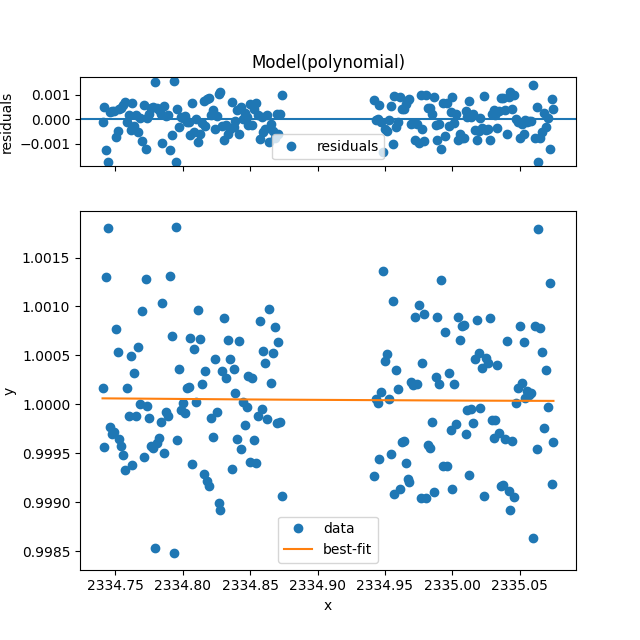 Model(polynomial)
residuals
0.001
0.000
−0.001
residuals
y
1.0015
1.0010
1.0005
1.0000
0.9995
0.9990
0.9985
data
best-fit
2334.75 2334.80 2334.85 2334.90 2334.95 2335.00 2335.05
x